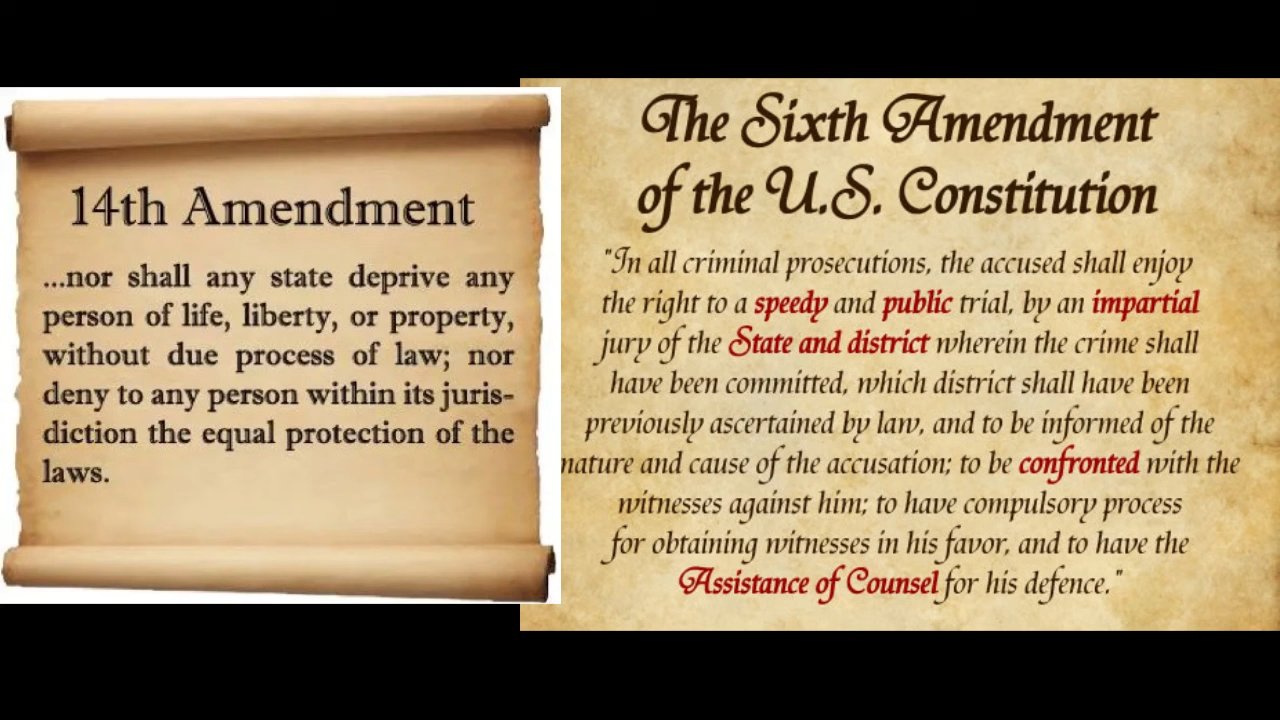 14th Amendment
...nor shall any state deprive any
person of life, liberty, or property,
without due process of law; nor
deny to any person within its juris-
diction the equal protection of the
laws.
The Sixth Amendment
of the U.S. Constitution
"In all criminal prosecutions, the accused shall enjoy
the right to a speedy and public trial, by an impartial
jury of the State and district wherein the crime shall
have been committed, which district shall have been
previously ascertained by law, and to be informed of the
nature and cause of the accusation; to be confronted with the
witnesses against him; to have compulsory process
for obtaining witnesses in his favor, and to have the
Assistance of Counsel for his defence."